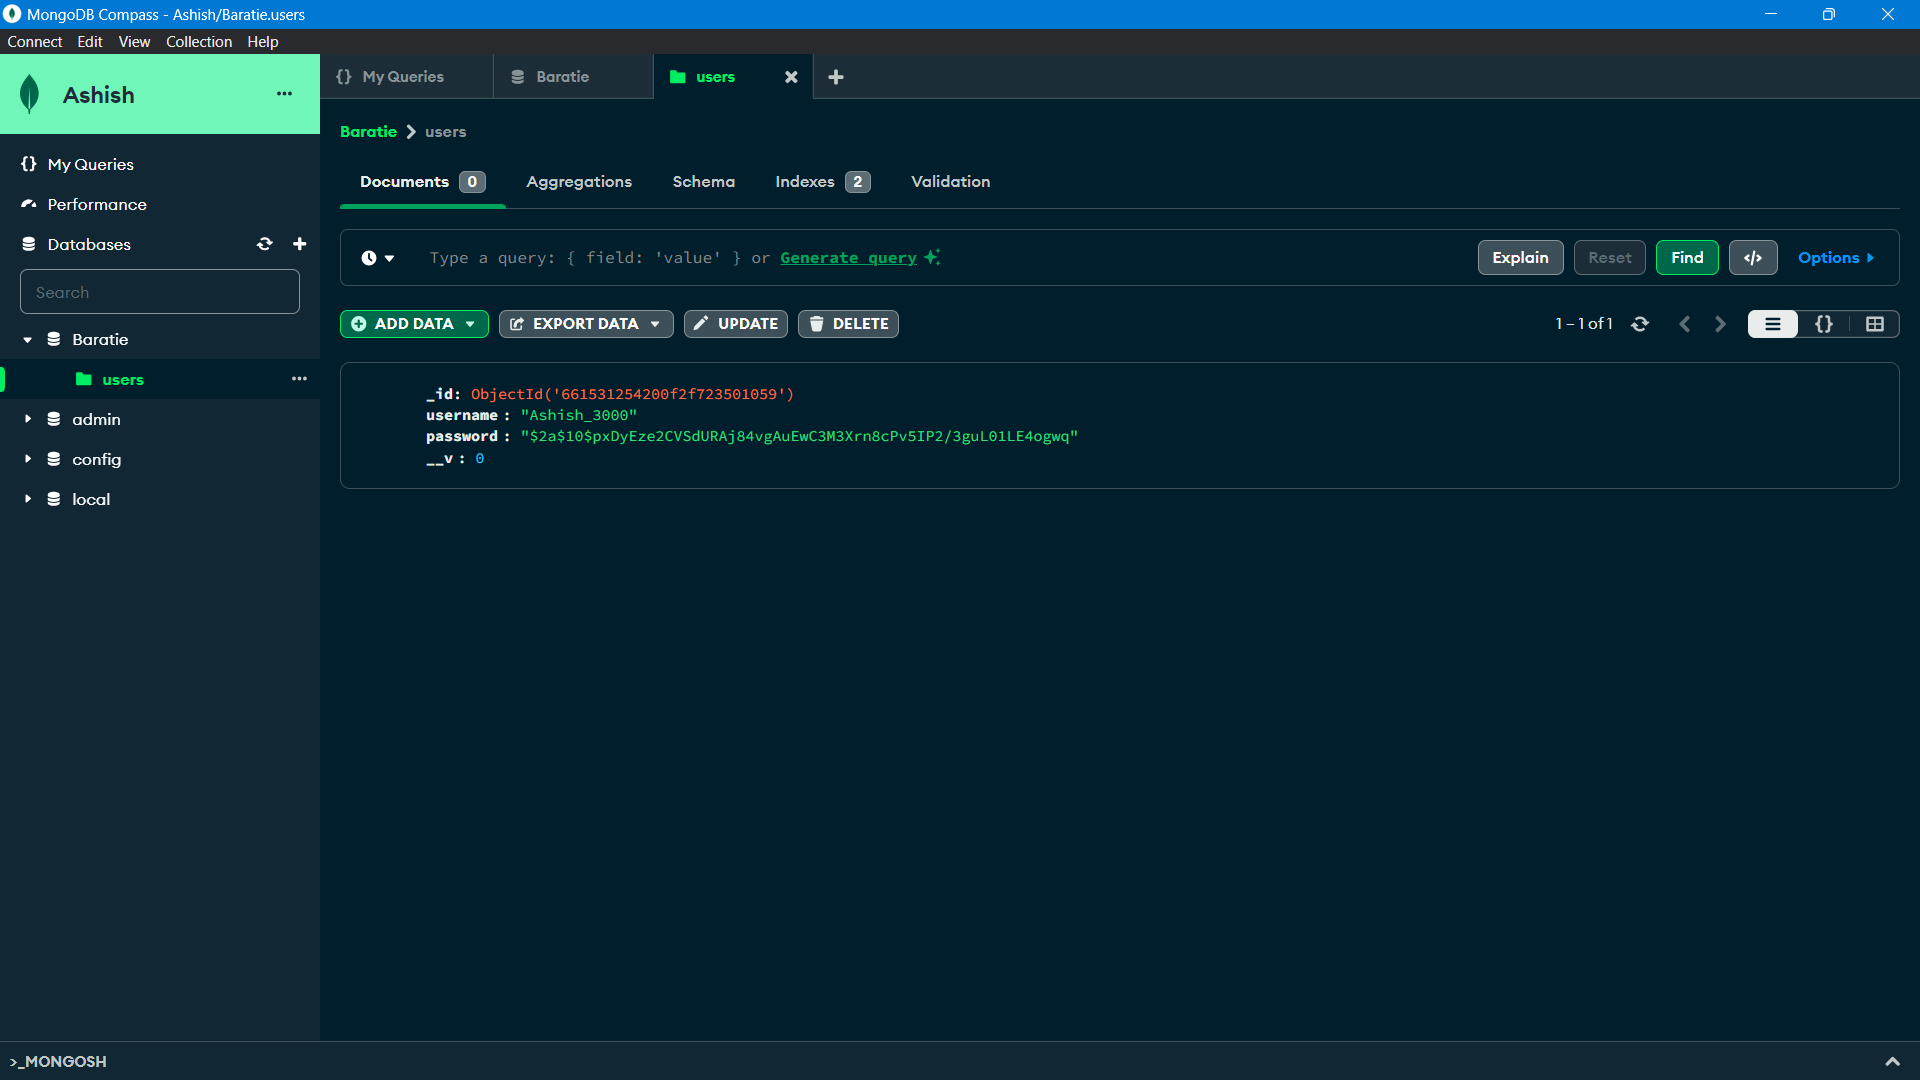 MongoDB Compass - Ashish/Baratie.users
Connect Edit View Collection Help
Ashish
My Queries
Performance
Databases
Search
Baratie
users
admin
config
local
My Queries Baratie users
Baratie users
Documents 0 Aggregations Schema Indexes 2 Validation
Type a query: { field: 'value' } or Generate query Explain Reset Find </> Options
ADD DATA EXPORT DATA UPDATE DELETE 1 – 1 of 1 {}
_id: ObjectId('661531254200f2f723501059')
username : "Ashish_3000"
password : "$2a$10$pxDyEze2CVSdURAj84vgAuEwC3M3Xrn8cPv5IP2/3guL01LE4ogwq"
__v : 0
>_MONGOSH